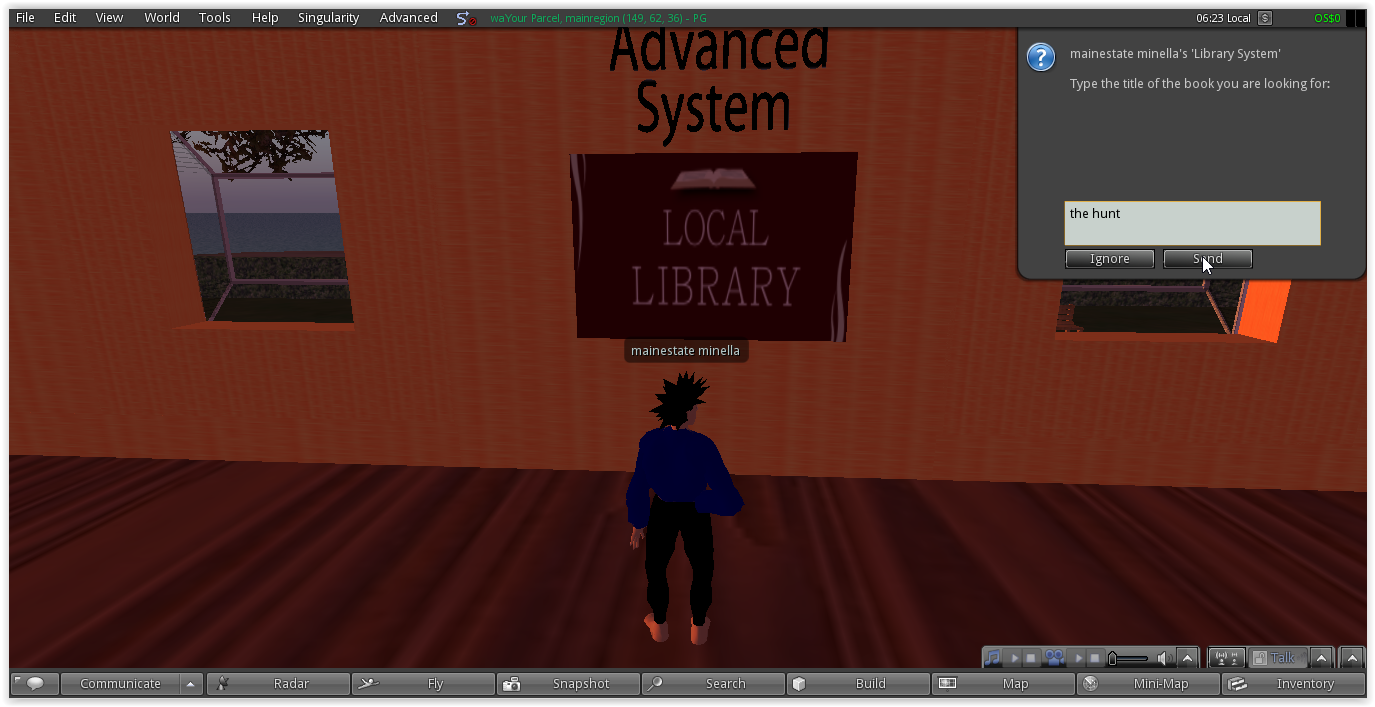 File Edit View World Tools Help Singularity Advanced waYour Parcel, mainregion (149, 62, 36) - PG 06:23 Local $ OS$0
Advanced
System
LOCAL
LIBRARY
mainestate minella
mainestate minella's 'Library System'
Type the title of the book you are looking for:
the hunt
Ignore Send
Talk
Communicate Radar Fly Snapshot Search Build Map Mini-Map Inventory